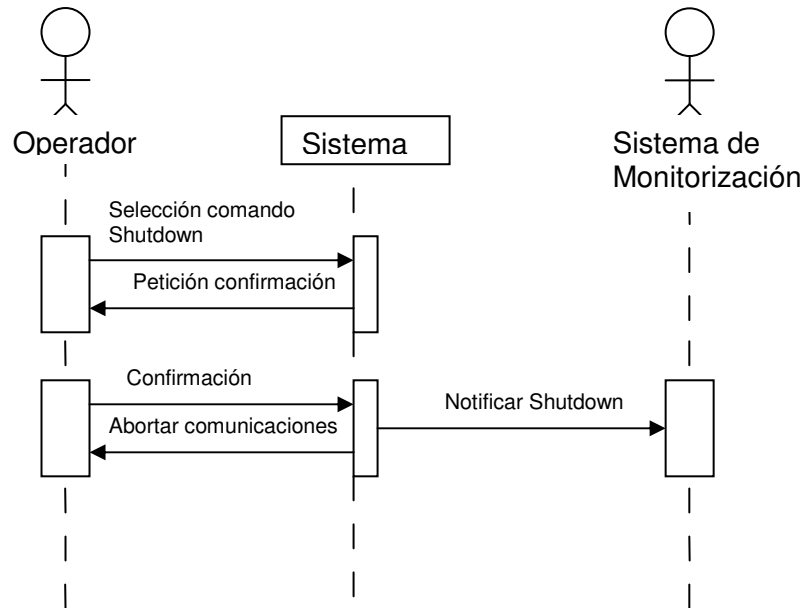 Operador
Sistema
Sistema de
Monitorización
Selección comando
Shutdown
Petición confirmación
Confirmación
Notificar Shutdown
Abortar comunicaciones